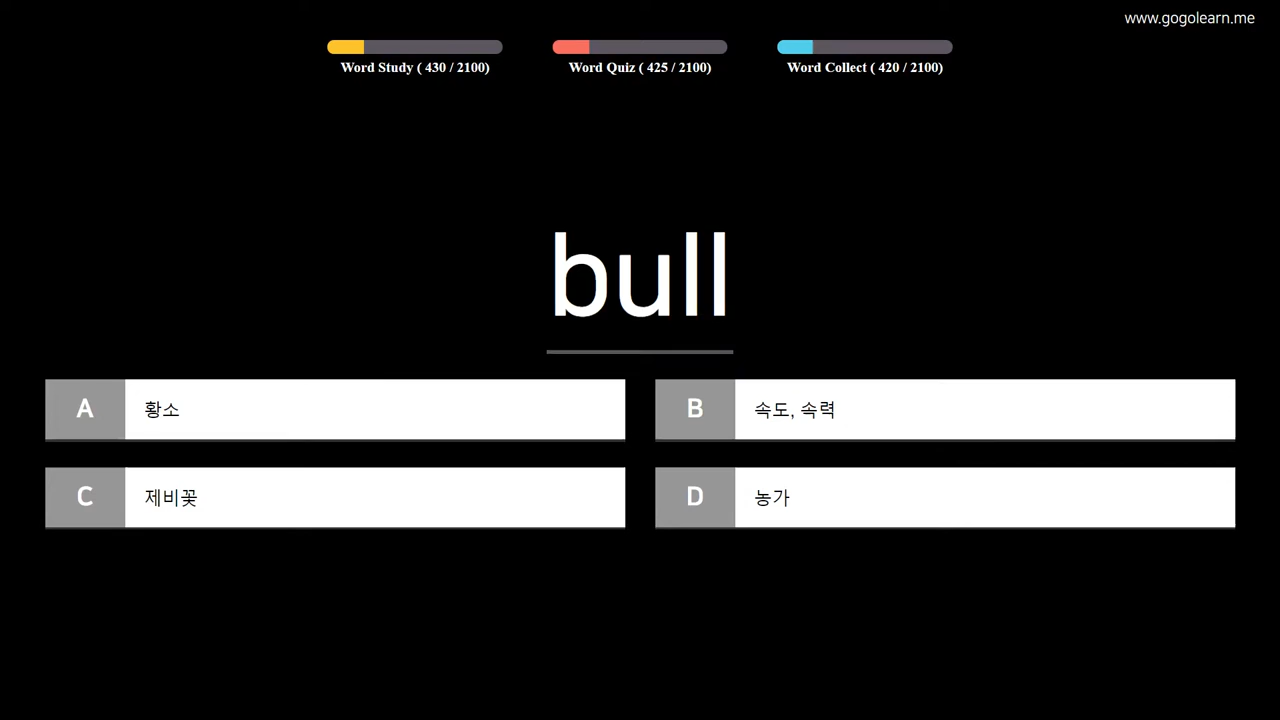 www.gogolearn.me
Word Study ( 430 / 2100)
Word Quiz ( 425 / 2100)
Word Collect ( 420 / 2100)
bull
A 황소
B 속도, 속력
C 제비꽃
D 농가